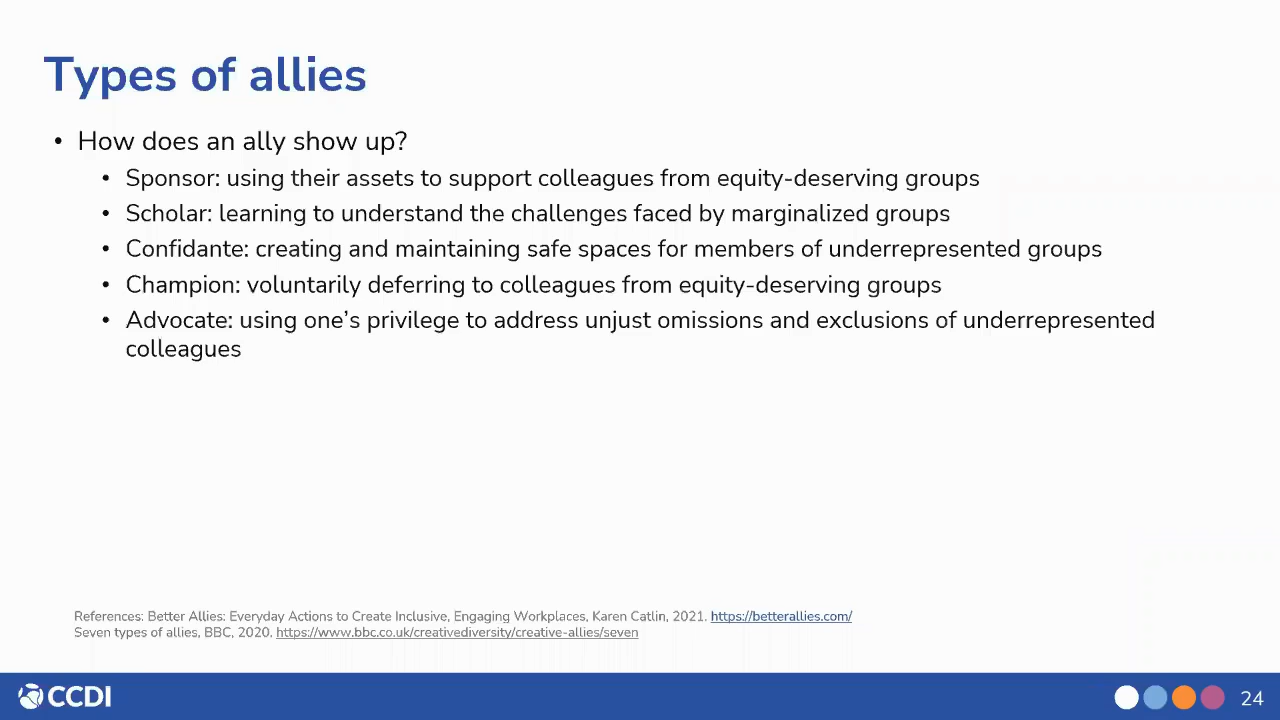 Types of allies
• How does an ally show up?
• Sponsor: using their assets to support colleagues from equity-deserving groups
• Scholar: learning to understand the challenges faced by marginalized groups
• Confidante: creating and maintaining safe spaces for members of underrepresented groups
• Champion: voluntarily deferring to colleagues from equity-deserving groups
• Advocate: using one’s privilege to address unjust omissions and exclusions of underrepresented
colleagues
References: Better Allies: Everyday Actions to Create Inclusive, Engaging Workplaces, Karen Catlin, 2021. https://betterallies.com/
Seven types of allies, BBC, 2020. https://www.bbc.co.uk/creativediversity/creative-allies/seven
CCDI
24